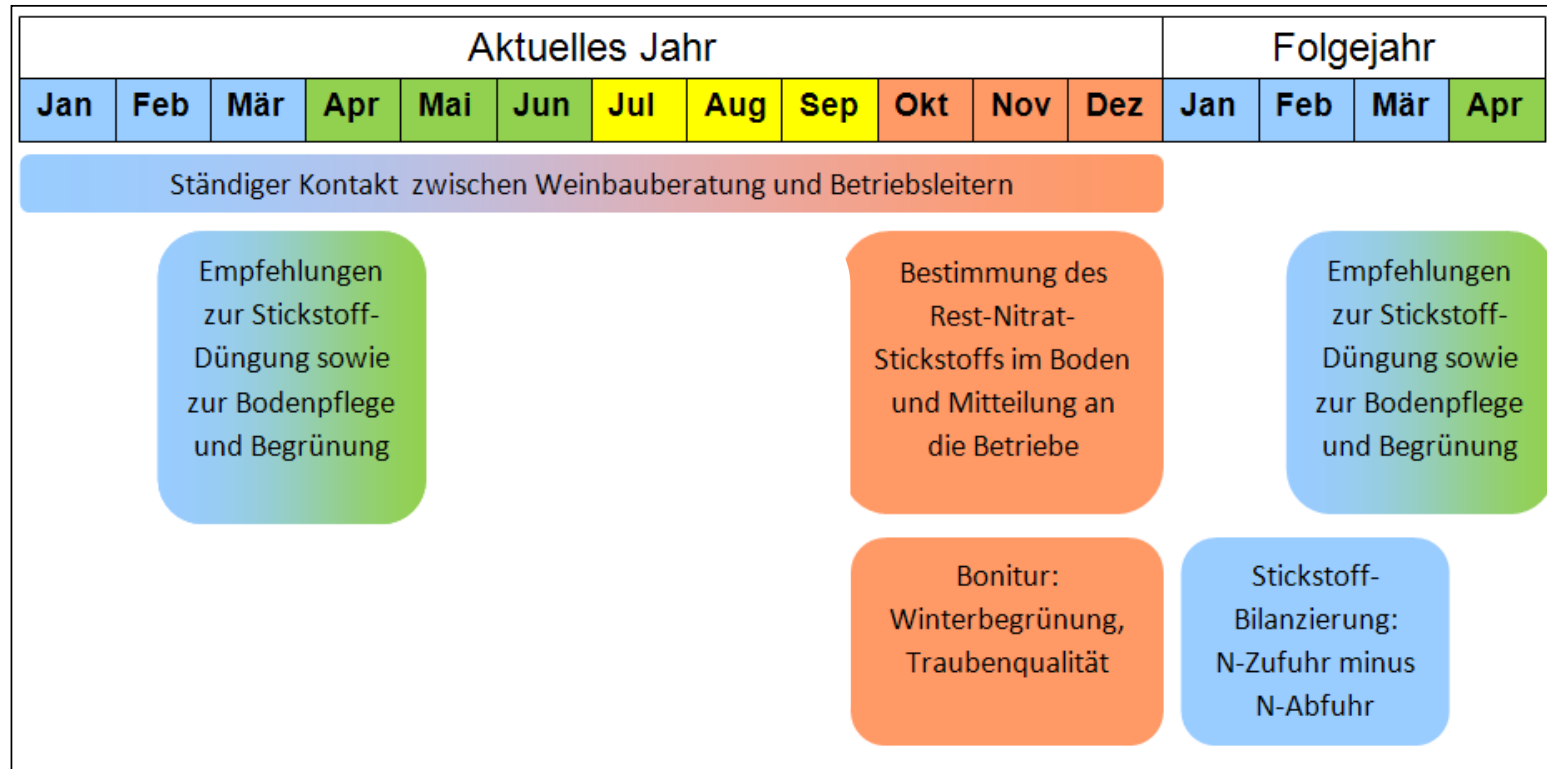 Aktuelles Jahr Folgejahr
Jan Feb Mär Apr Mai Jun Jul Aug Sep Okt Nov Dez Jan Feb Mär Apr
Ständiger Kontakt zwischen Weinbauberatung und Betriebsleitern
Empfehlungen
zur Stickstoff-
Düngung sowie
zur Bodenpflege
und Begrünung
Bestimmung des
Rest-Nitrat-
Stickstoffs im Boden
und Mitteilung an
die Betriebe
Empfehlungen
zur Stickstoff-
Düngung sowie
zur Bodenpflege
und Begrünung
Bonitur:
Winterbegrünung,
Traubenqualität
Stickstoff-
Bilanzierung:
N-Zufuhr minus
N-Abfuhr